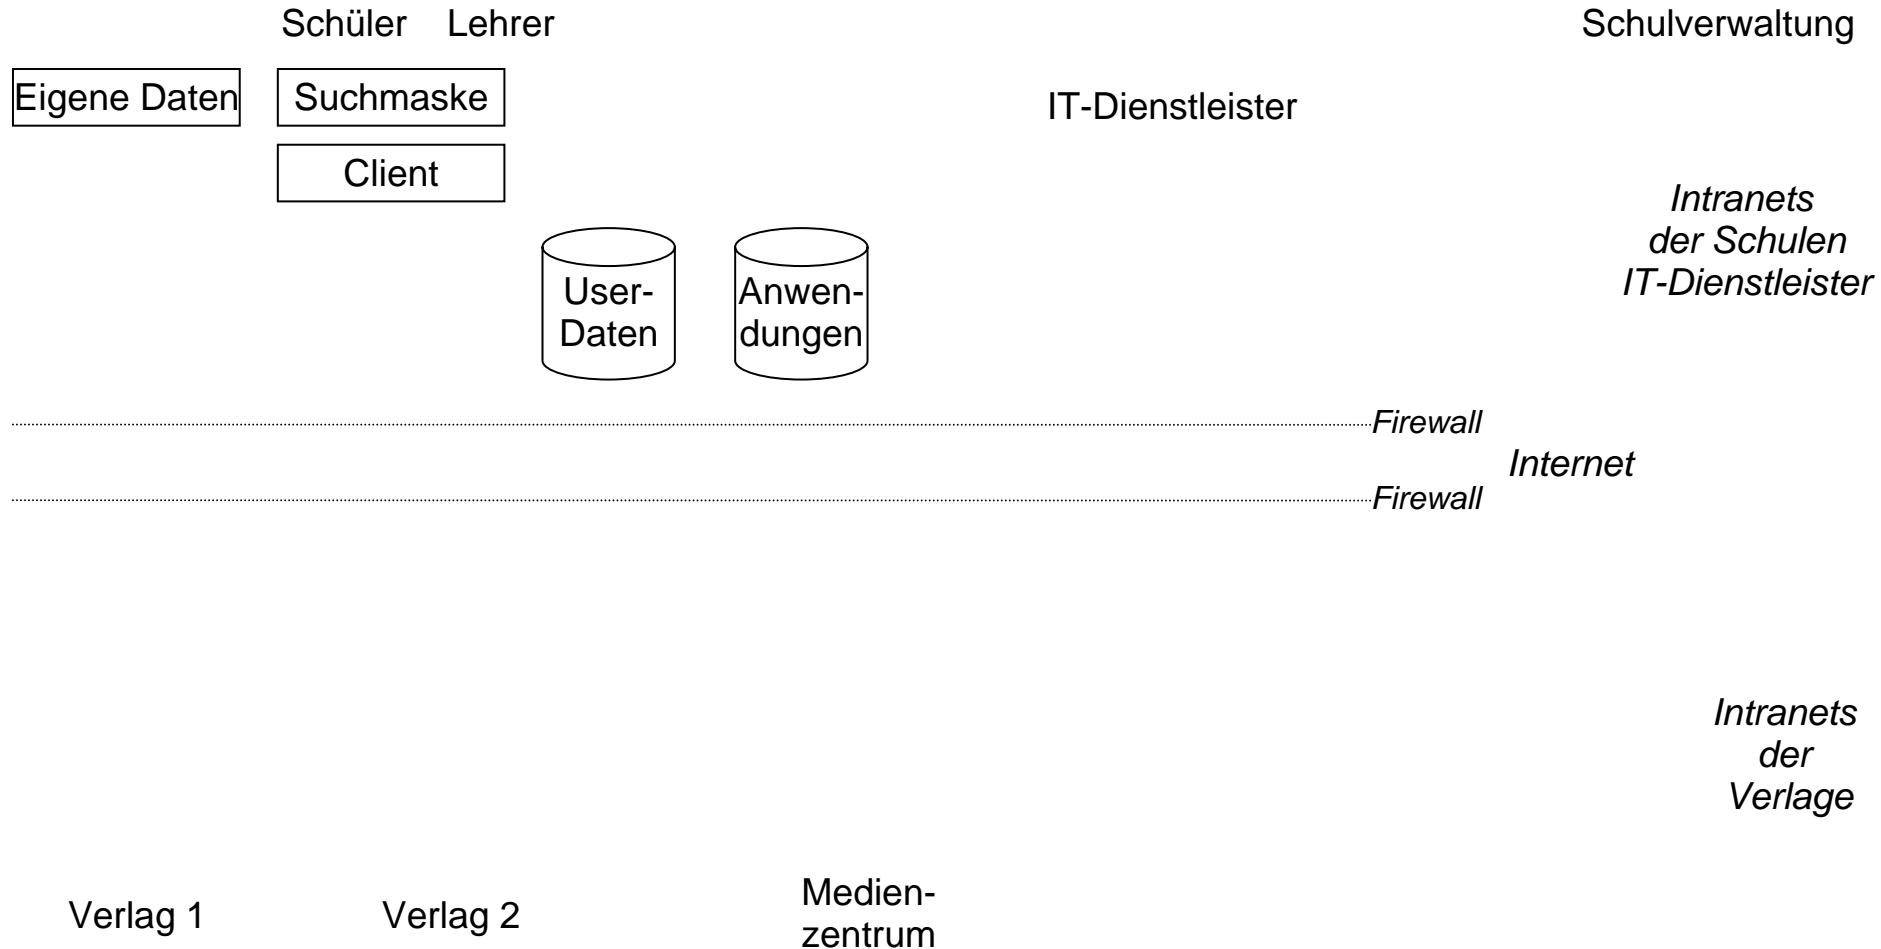 Schüler Lehrer Schulverwaltung
Eigene Daten Suchmaske IT-Dienstleister
Client
Intranets
der Schulen
IT-Dienstleister
User-
Daten
Anwen-
dungen
Firewall
Internet
Firewall
Intranets
der
Verlage
Verlag 1 Verlag 2
Medien-
zentrum